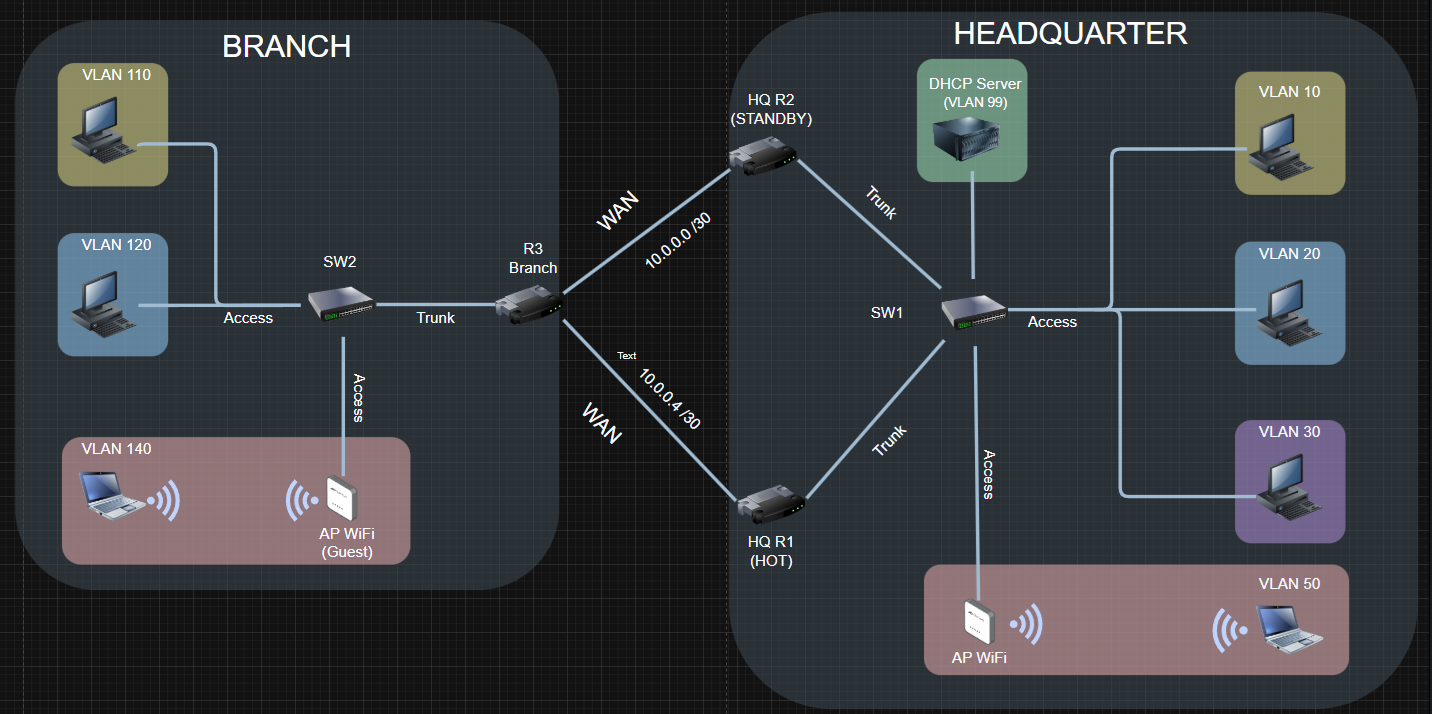 BRANCH
VLAN 110
VLAN 120
SW2
Access
Trunk
R3
Branch
Access
VLAN 140
AP WiFi
(Guest)
WAN
10.0.0.0 /30
Text
10.0.0.4 /30
WAN
HEADQUARTER
HQ R2
(STANDBY)
DHCP Server
(VLAN 99)
VLAN 10
Trunk
VLAN 20
SW1
Access
Trunk
Access
VLAN 30
HQ R1
(HOT)
VLAN 50
AP WiFi